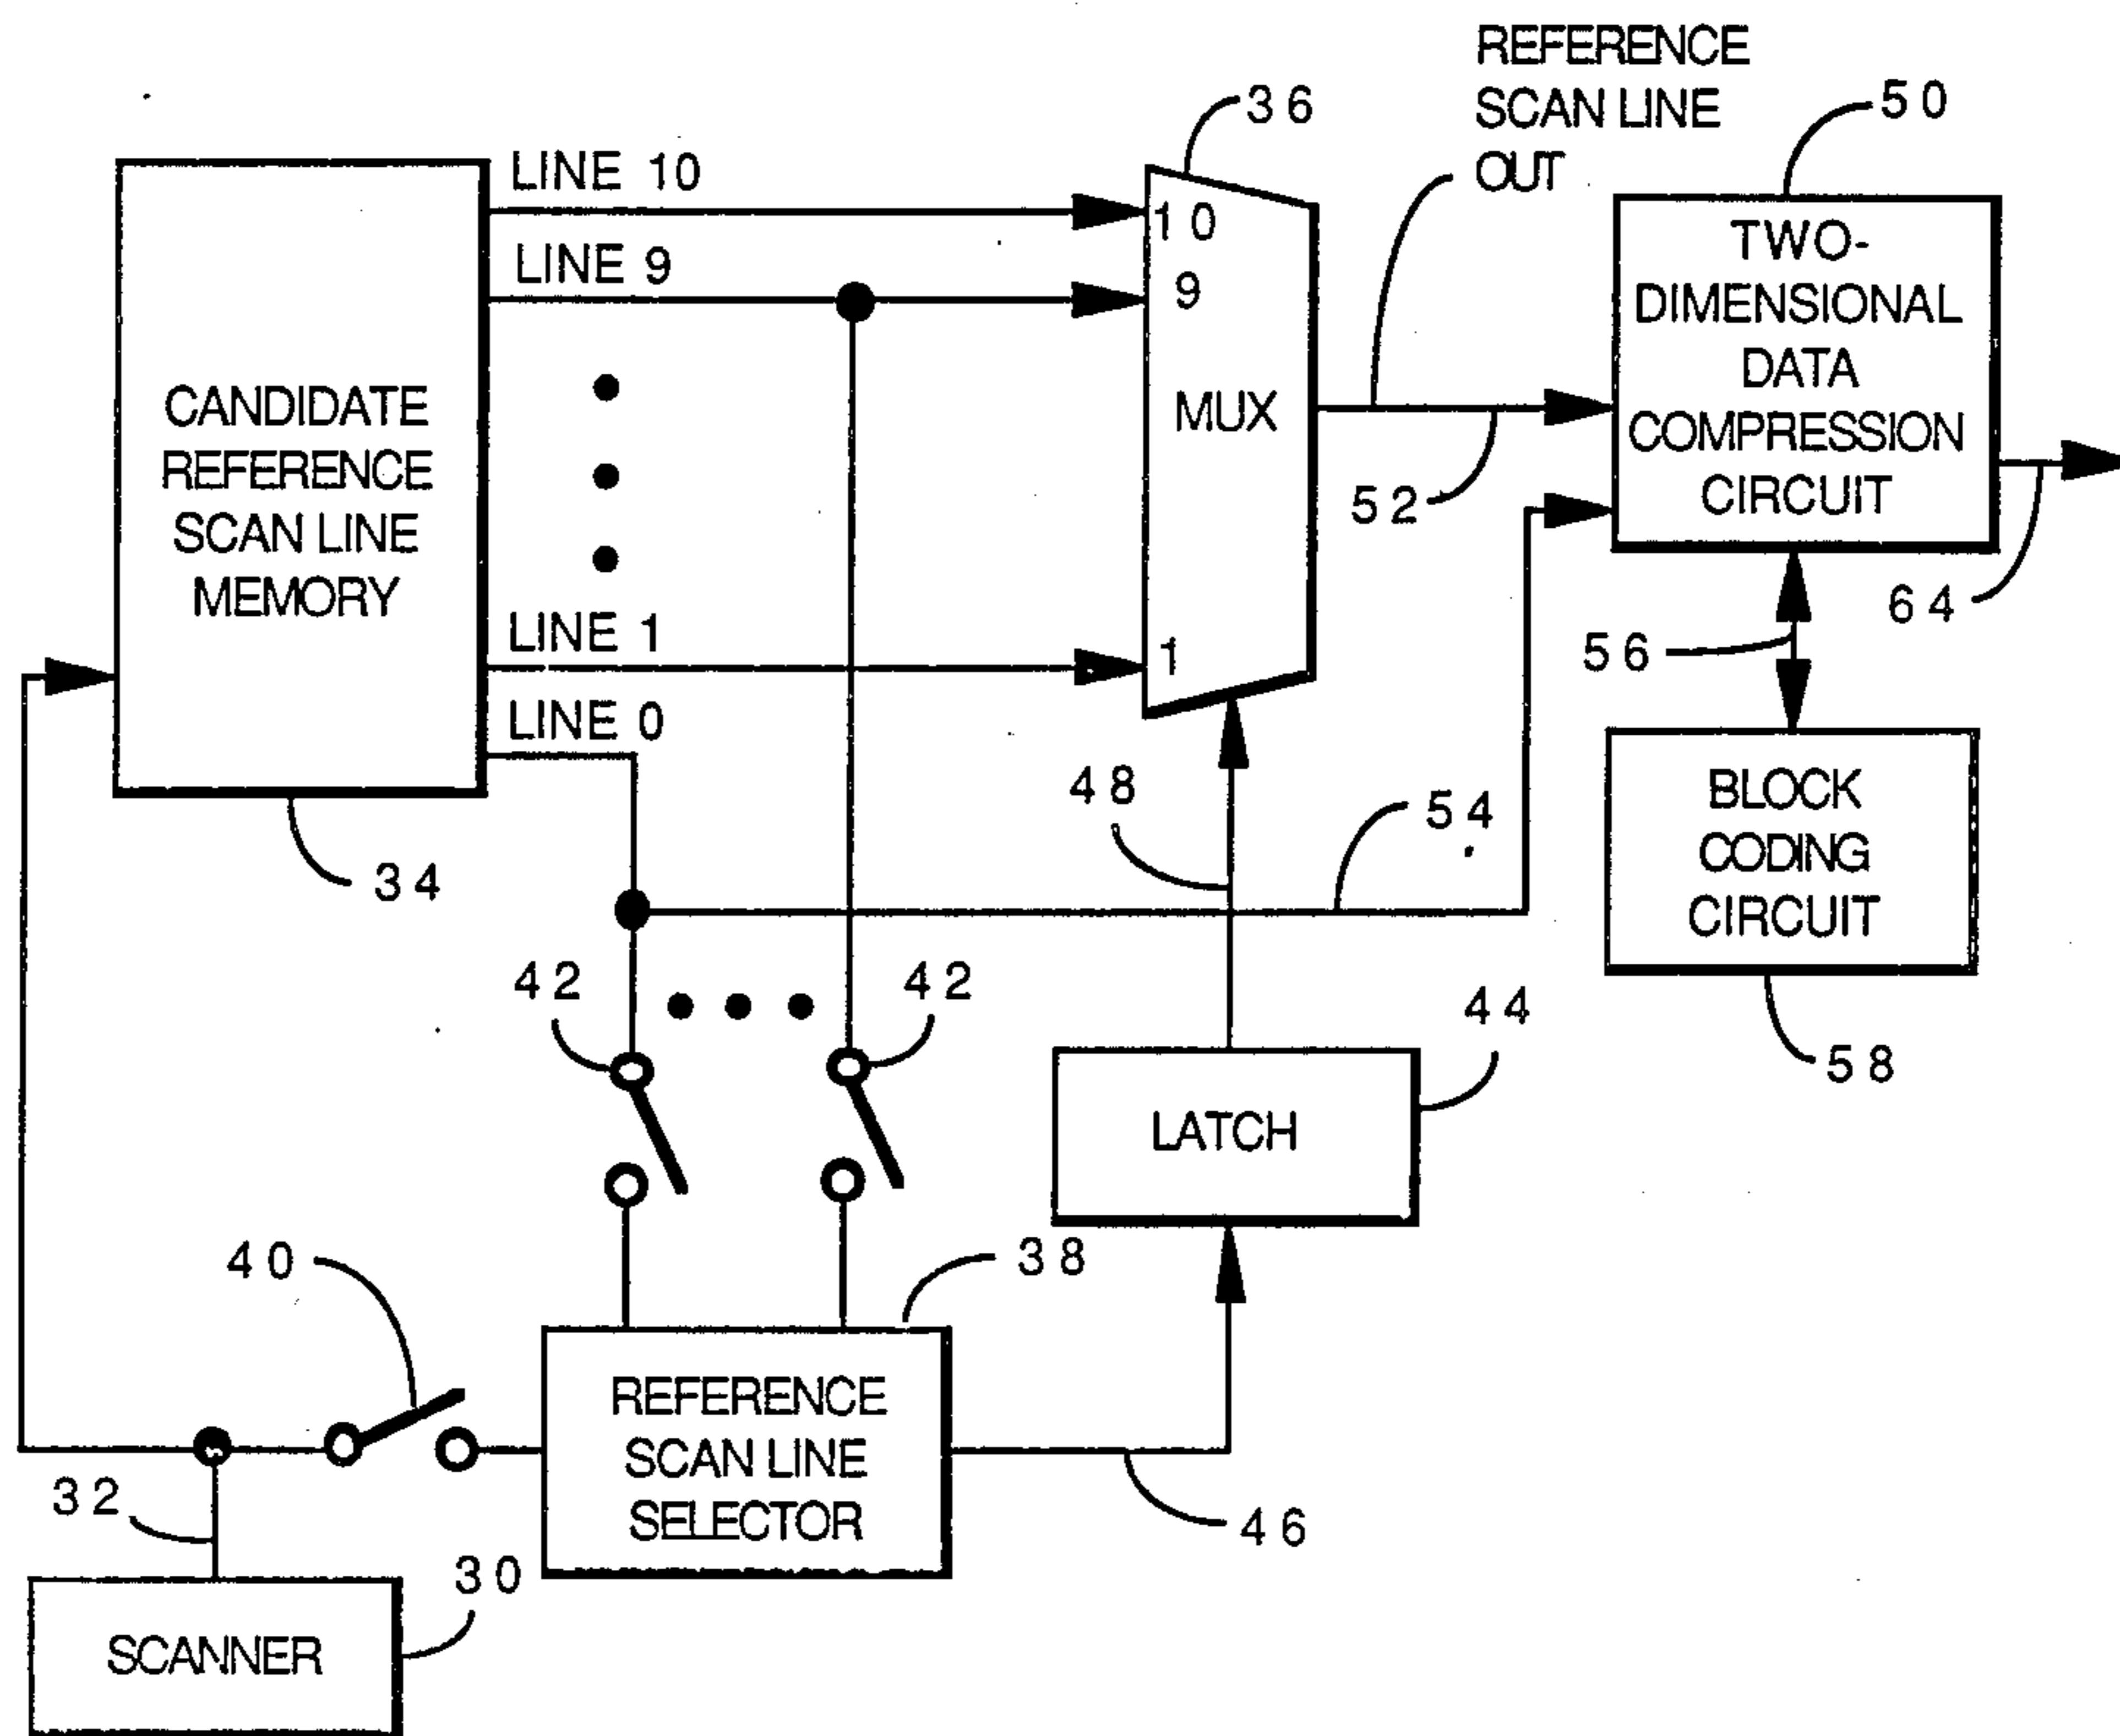 REFERENCE
SCAN LINE
OUT
36
50
LINE 10
LINE 9
LINE 1
LINE 0
CANDIDATE
REFERENCE
SCAN LINE
MEMORY
34
10
9
MUX
1
52
TWO-
DIMENSIONAL
DATA
COMPRESSION
CIRCUIT
64
56
BLOCK
CODING
CIRCUIT
58
48
54
42
42
44
LATCH
40
38
REFERENCE
SCAN LINE
SELECTOR
46
32
30
SCANNER